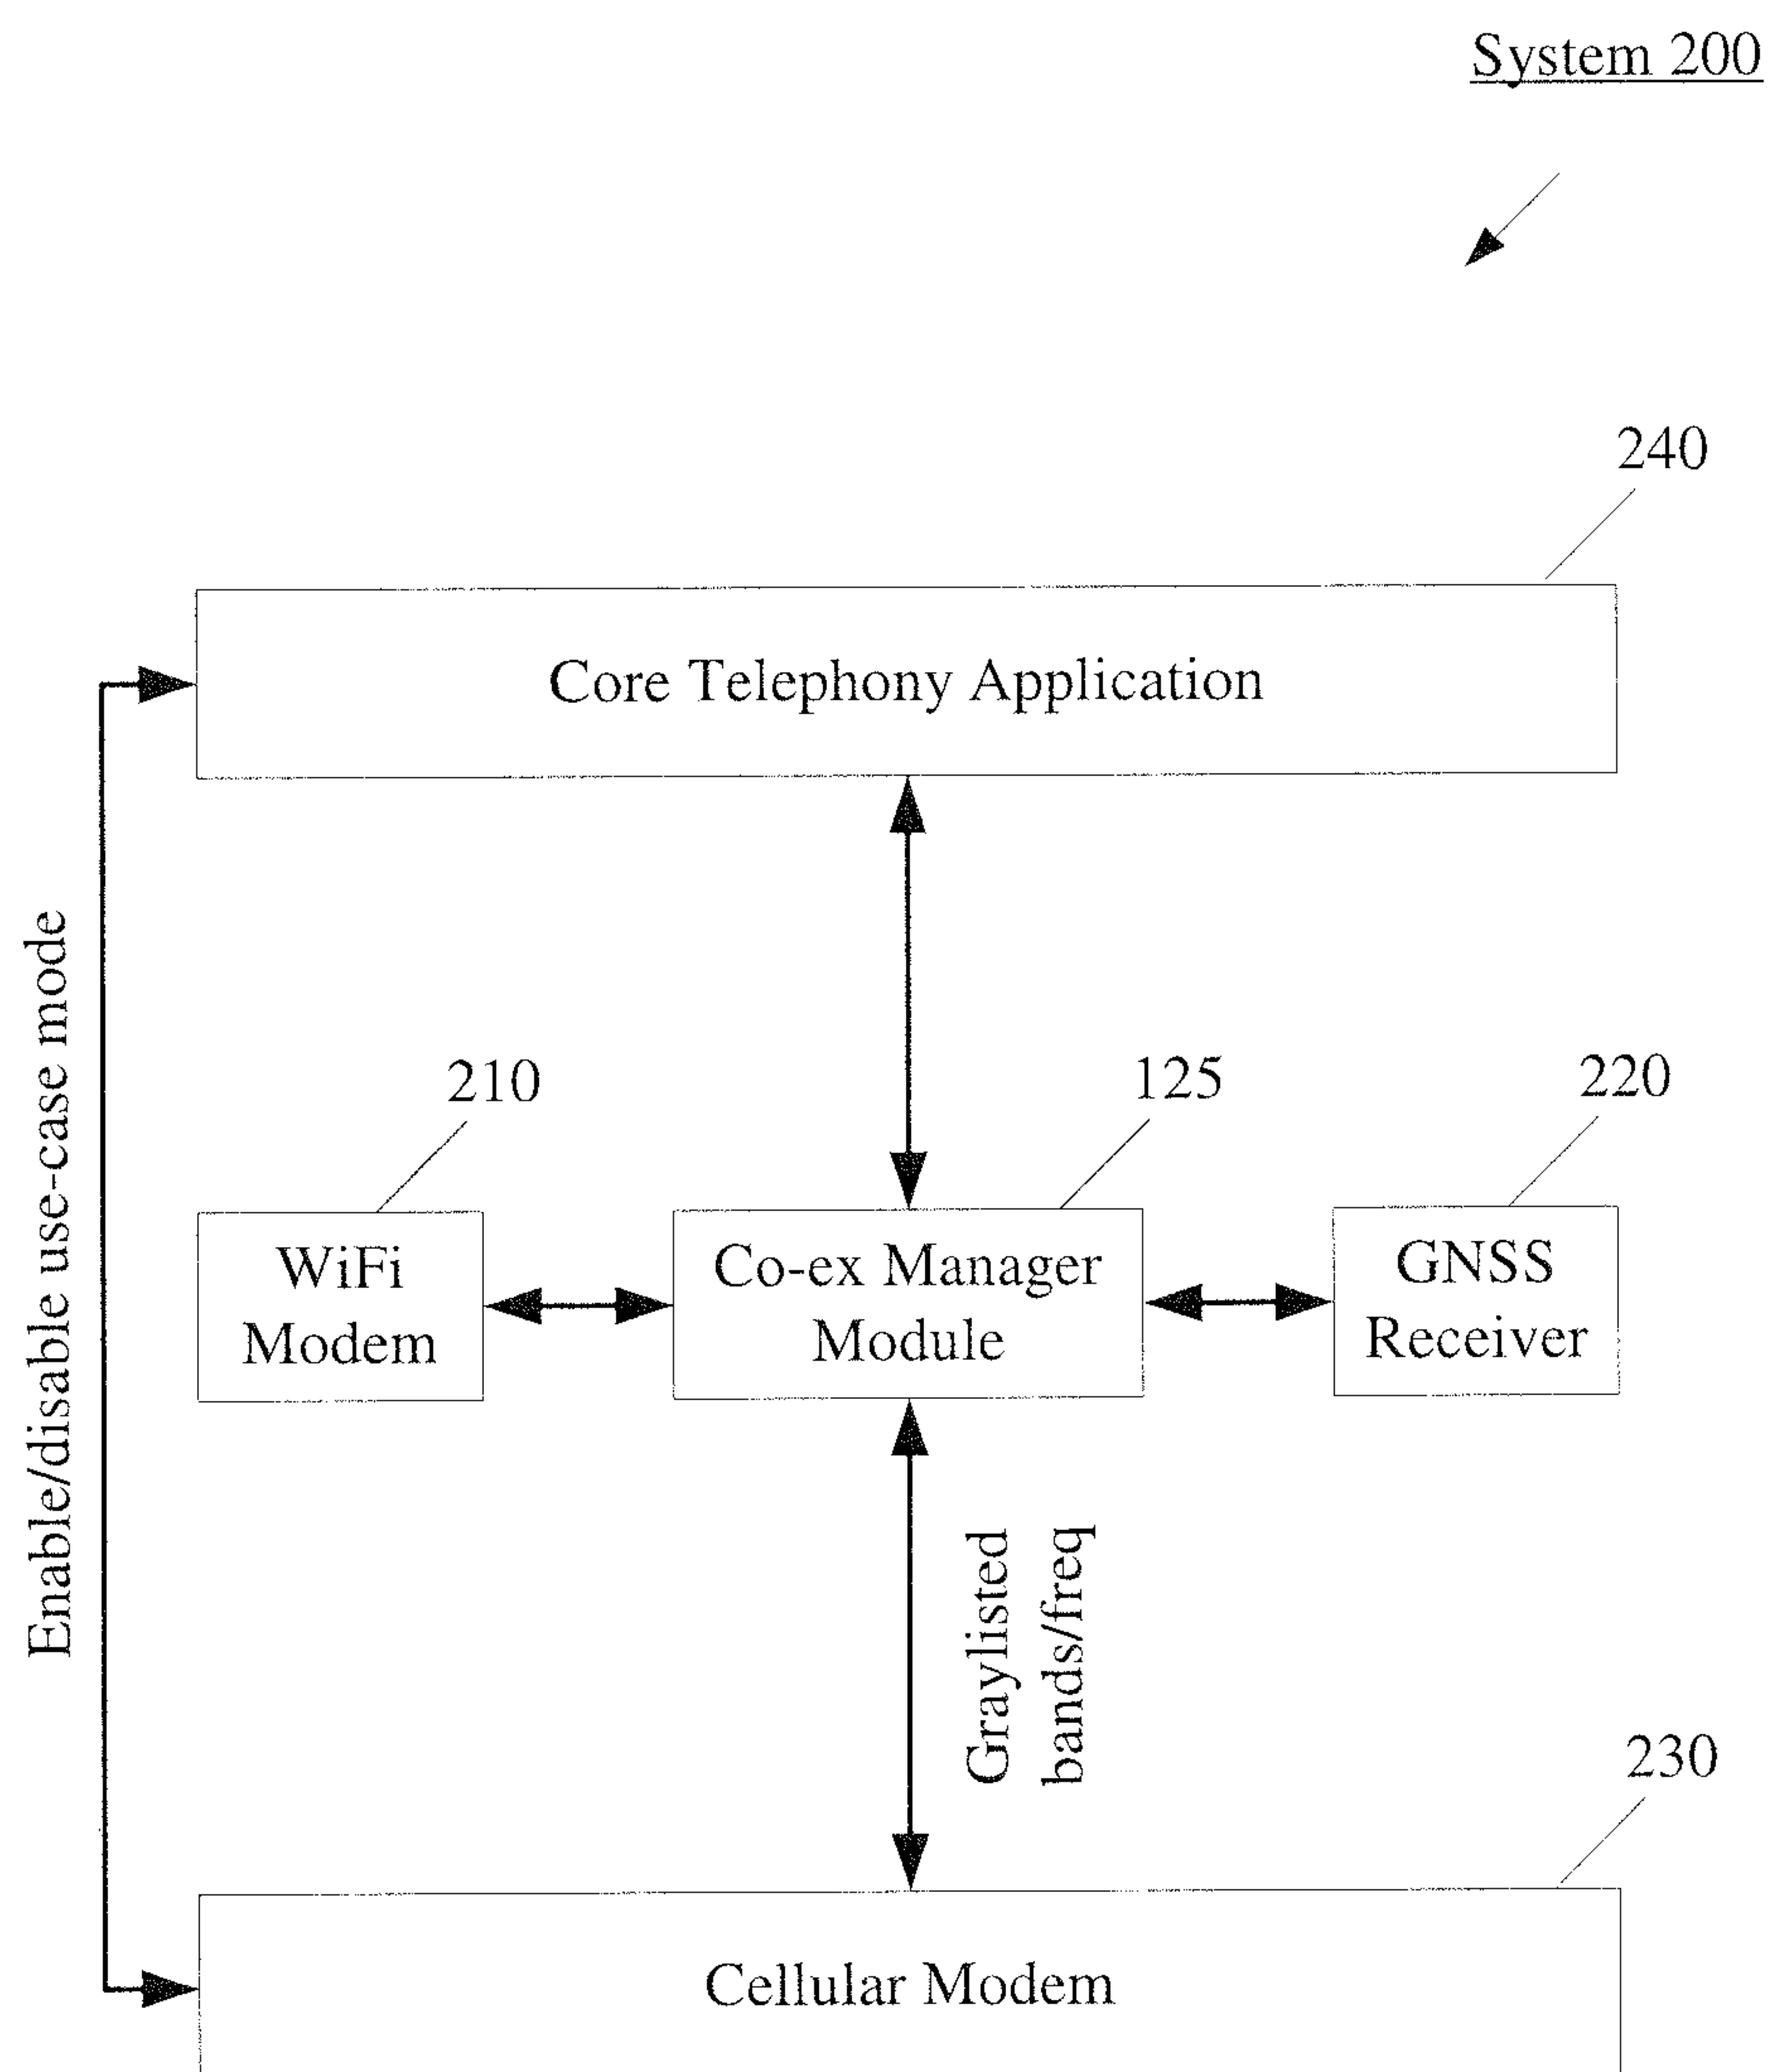 System 200
240
Core Telephony Application
Enable/disable use-case mode
210
125
220
WiFi
Modem
Co-ex Manager
Module
GNSS
Receiver
Graylisted
bands/freq
230
Cellular Modem